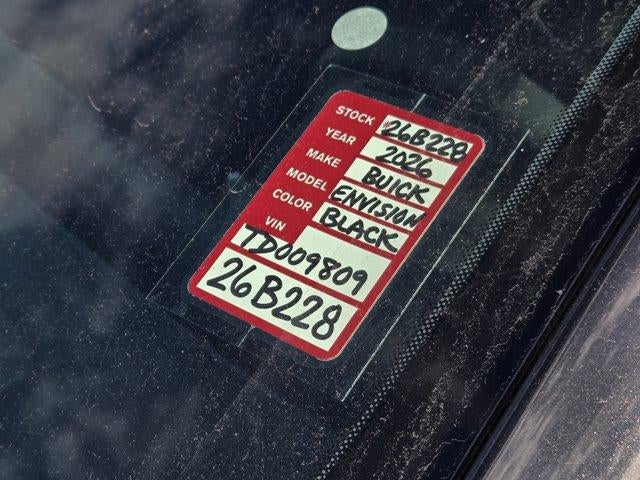 STOCK #26B228
YEAR 2026
MAKE BUICK
MODEL ENVISION
COLOR BLACK
VIN
TD009809
26B228